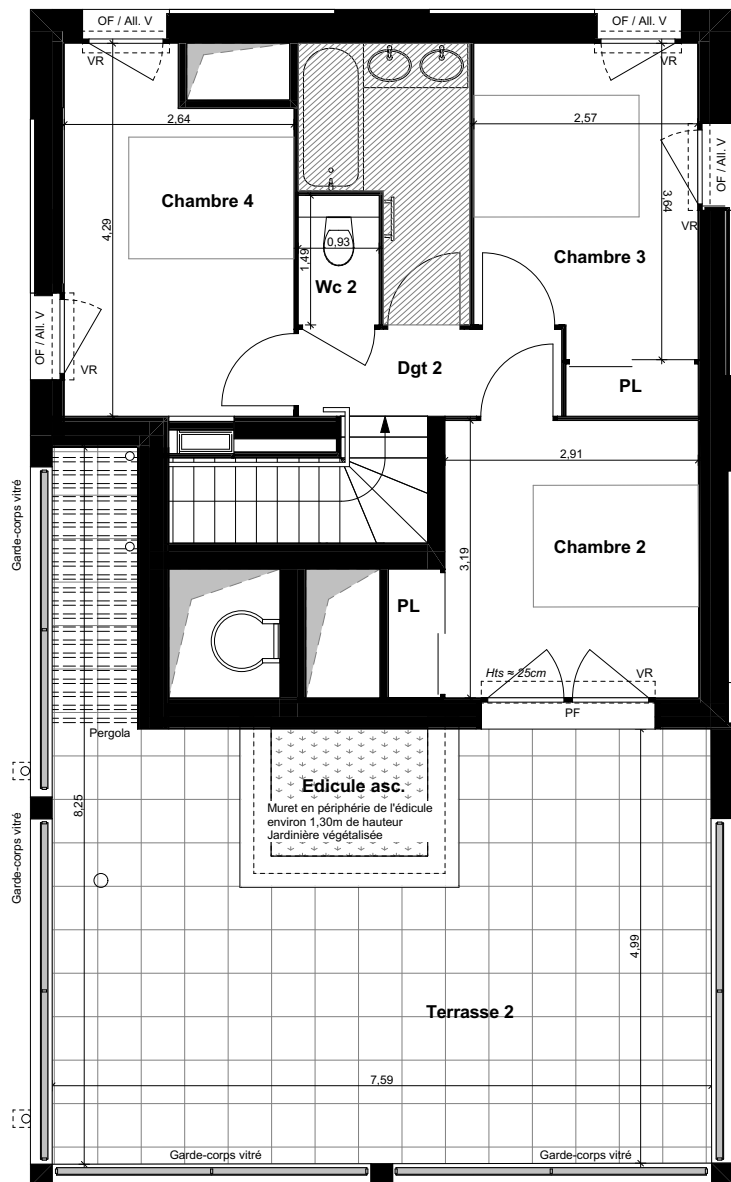 OF / All. V
OF / All. V
VR
VR
2,64
2,57
OF / All. V
Chambre 4
3,64
4,29
VR
0,93
1,49
Chambre 3
Wc 2
OF / All. V
VR
Dgt 2
PL
2,91
Garde-corps vitré
3,19
Chambre 2
PL
Hts ≈ 25cm
VR
PF
Pergola
Edicule asc.
Muret en périphérie de l'édicule
environ 1,30m de hauteur
Jardinière végétalisée
8,25
Garde-corps vitré
4,99
Terrasse 2
7,59
Garde-corps vitré
Garde-corps vitré